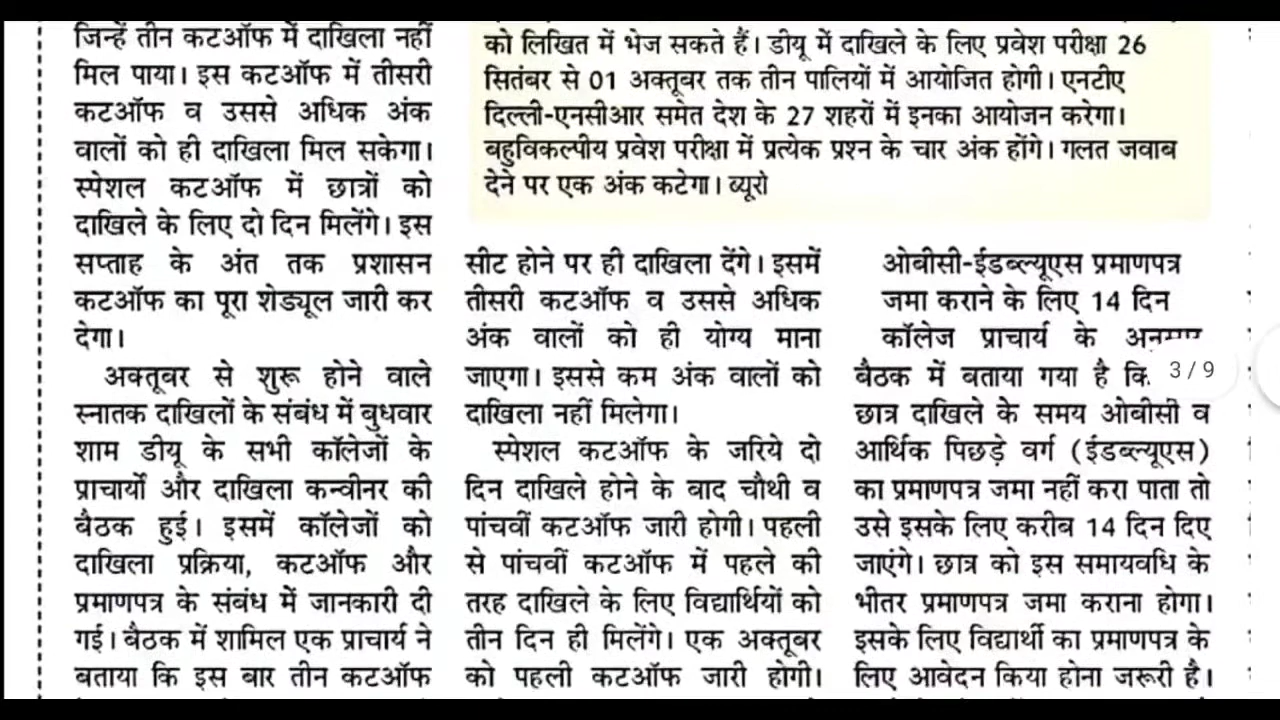 जिन्हें तीन कटऑफ में दाखिला नहीं
मिल पाया। इस कटऑफ में तीसरी
कटऑफ व उससे अधिक अंक
वालों को ही दाखिला मिल सकेगा।
स्पेशल कटऑफ में छात्रों को
दाखिले के लिए दो दिन मिलेंगे। इस
सप्ताह के अंत तक प्रशासन
कटऑफ का पूरा शेड्यूल जारी कर
देगा।
अक्तूबर से शुरू होने वाले
स्नातक दाखिलों के संबंध में बुधवार
शाम डीयू के सभी कॉलेजों के
प्राचार्यों और दाखिला कन्वीनर की
बैठक हुई। इसमें कॉलेजों को
दाखिला प्रक्रिया, कटऑफ और
प्रमाणपत्र के संबंध में जानकारी दी
गई। बैठक में शामिल एक प्राचार्य ने
बताया कि इस बार तीन कटऑफ
को लिखित में भेज सकते हैं। डीयू में दाखिले के लिए प्रवेश परीक्षा 26
सितंबर से 01 अक्तूबर तक तीन पालियों में आयोजित होगी। एनटीए
दिल्ली-एनसीआर समेत देश के 27 शहरों में इनका आयोजन करेगा।
बहुविकल्पीय प्रवेश परीक्षा में प्रत्येक प्रश्न के चार अंक होंगे। गलत जवाब
देने पर एक अंक कटेगा। ब्यूरो
सीट होने पर ही दाखिला देंगे। इसमें
तीसरी कटऑफ व उससे अधिक
अंक वालों को ही योग्य माना
जाएगा। इससे कम अंक वालों को
दाखिला नहीं मिलेगा।
स्पेशल कटऑफ के जरिये दो
दिन दाखिले होने के बाद चौथी व
पांचवीं कटऑफ जारी होगी। पहली
से पांचवीं कटऑफ में पहले की
तरह दाखिले के लिए विद्यार्थियों को
तीन दिन ही मिलेंगे। एक अक्तूबर
को पहली कटऑफ जारी होगी।
ओबीसी-ईडब्ल्यूएस प्रमाणपत्र
जमा कराने के लिए 14 दिन
कॉलेज प्राचार्य के
बैठक में बताया गया है कि
छात्र दाखिले के समय ओबीसी व
आर्थिक पिछड़े वर्ग (ईडब्ल्यूएस)
का प्रमाणपत्र जमा नहीं करा पाता तो
उसे इसके लिए करीब 14 दिन दिए
जाएंगे। छात्र को इस समायवधि के
भीतर प्रमाणपत्र जमा कराना होगा।
इसके लिए विद्यार्थी का प्रमाणपत्र के
लिए आवेदन किया होना जरूरी है।
3/9